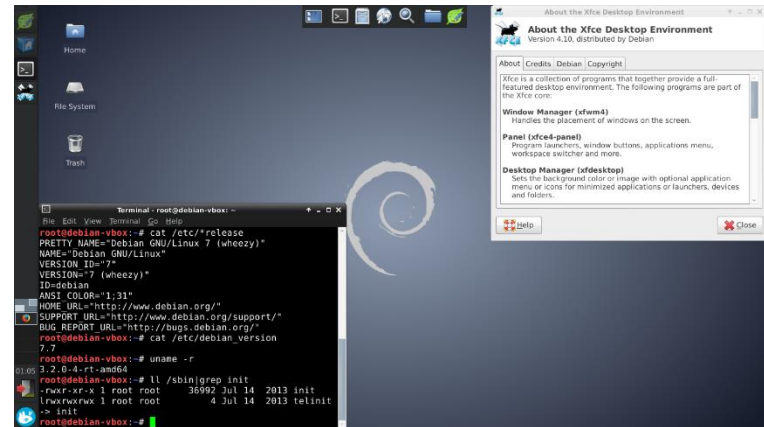 Home
File System
Trash
01:05
About the Xfce Desktop Environment
About the Xfce Desktop Environment
Version 4.10, distributed by Debian
About Credits Debian Copyright
Xfce is a collection of programs that together provide a full-
featured desktop environment. The following programs are part of
the Xfce core:
Window Manager (xfwm4)
Handles the placement of windows on the screen.
Panel (xfce4-panel)
Program launchers, window buttons, applications menu,
workspace switcher and more.
Desktop Manager (xfdesktop)
Sets the background color or image with optional application
menu or icons for minimized applications or launchers, devices
and folders.
Help
Close
Terminal - root@debian-vbox: ~
File Edit View Terminal Go Help
root@debian-vbox:~# cat /etc/*release
PRETTY_NAME="Debian GNU/Linux 7 (wheezy)"
NAME="Debian GNU/Linux"
VERSION_ID="7"
VERSION="7 (wheezy)"
ID=debian
ANSI_COLOR="1;31"
HOME_URL="http://www.debian.org/"
SUPPORT_URL="http://www.debian.org/support/"
BUG_REPORT_URL="http://bugs.debian.org/"
root@debian-vbox:~# cat /etc/debian_version
7.7
root@debian-vbox:~# uname -r
3.2.0-4-rt-amd64
root@debian-vbox:~# ll /sbin|grep init
-rwxr-xr-x 1 root root 36992 Jul 14 2013 init
lrwxrwxrwx 1 root root 4 Jul 14 2013 telinit
-> init
root@debian-vbox:~#